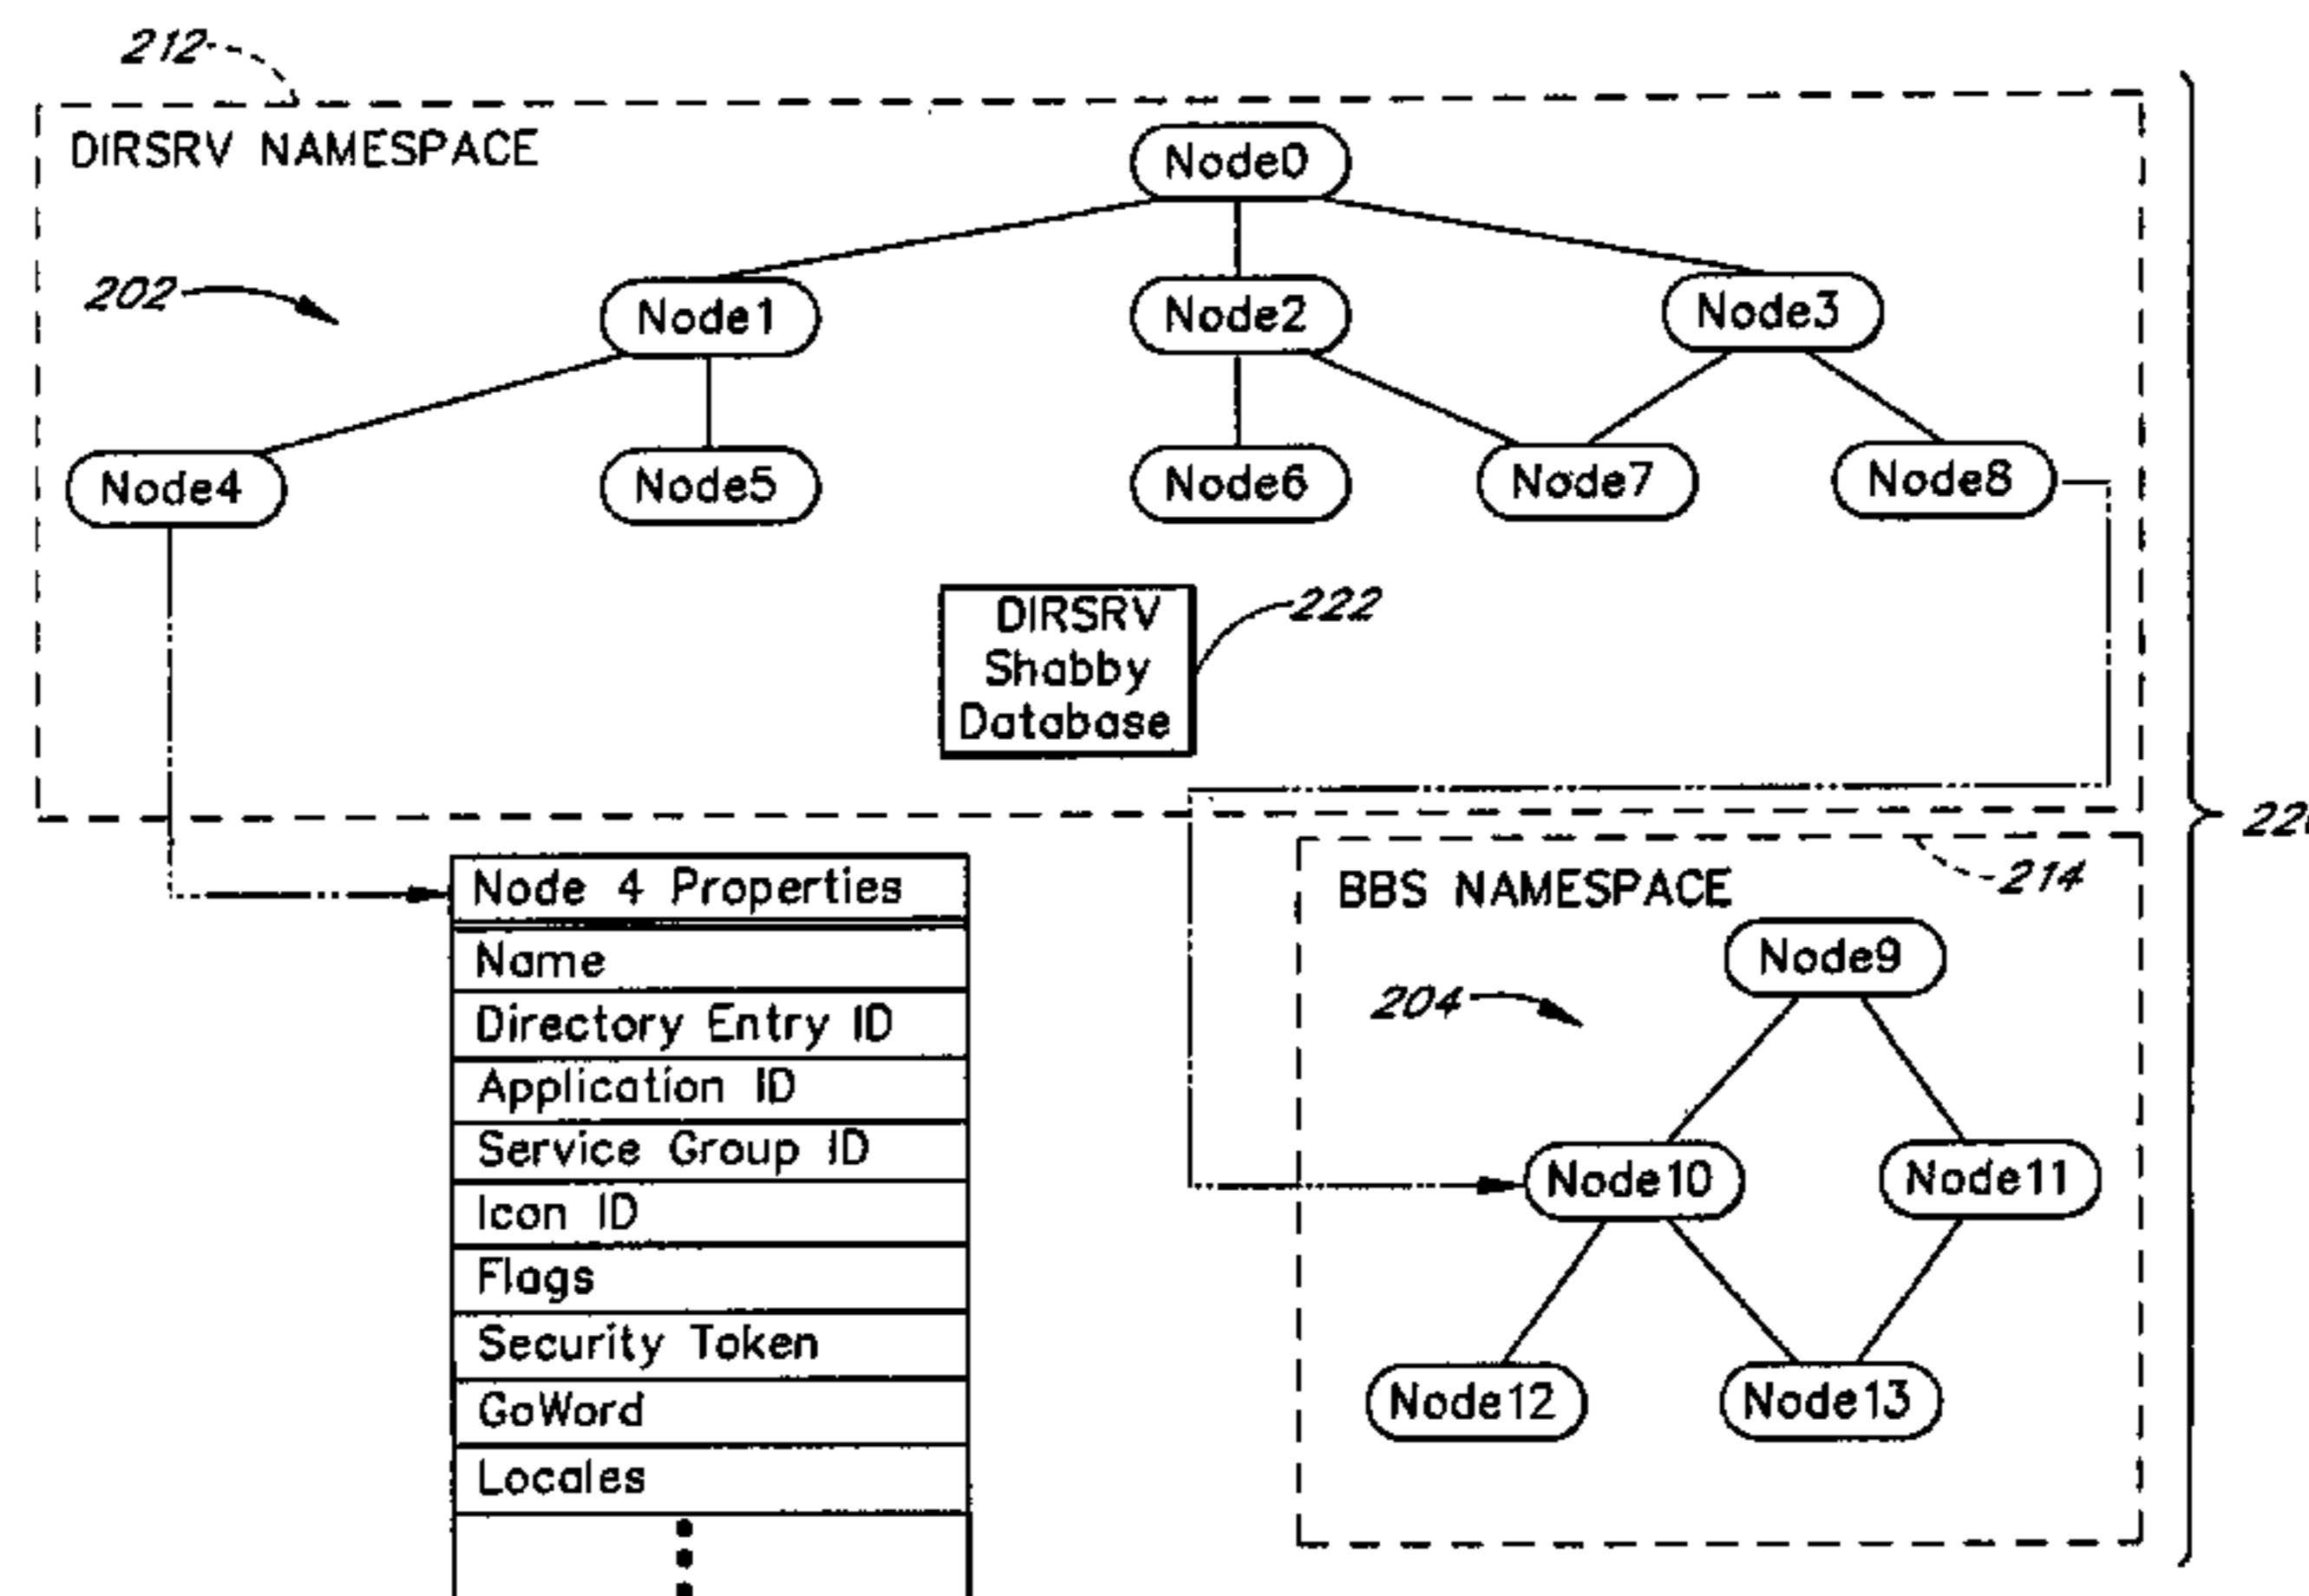 212
DIRSRV NAMESPACE
Node0
202
Node1
Node2
Node3
Node4
Node5
Node6
Node7
Node8
DIRSRV
Shabby
Database
222
Node 4 Properties
Name
Directory Entry ID
Application ID
Service Group ID
Icon ID
Flags
Security Token
GoWord
Locales
214
BBS NAMESPACE
Node9
204
Node10
Node11
Node12
Node13